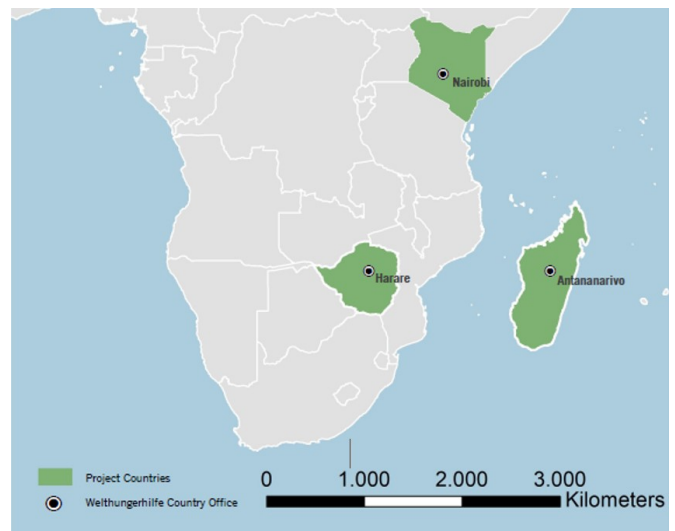 Nairobi
Harare
Antananarivo
Project Countries
Welthungerhilfe Country Office
0 1.000 2.000 3.000
Kilometers